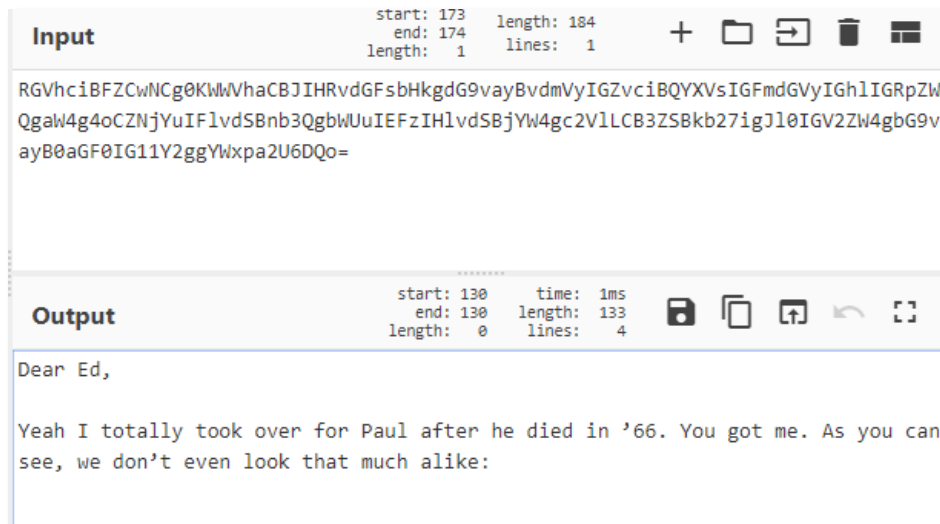 Input
start: 173
end: 174
length: 1
length: 184
lines: 1
RGVhciBFZCwNCg0KWWVhaCBJIHRvdGFsbHkgdG9vayBvdmVyIGZvciBQYXVsIGFmdGVyIGhlIGRpZW
QgaW4g4oCZNjYuIFlvdSBnb3QgbWUuIEFzIHlvdSBjYW4gc2VlLCB3ZSBkb27igJl0IGV2ZW4gbG9v
ayB0aGF0IG11Y2ggYWxpa2U6DQo=
Output
start: 130
end: 130
length: 0
time: 1ms
length: 133
lines: 4
Dear Ed,
Yeah I totally took over for Paul after he died in ’66. You got me. As you can
see, we don’t even look that much alike: